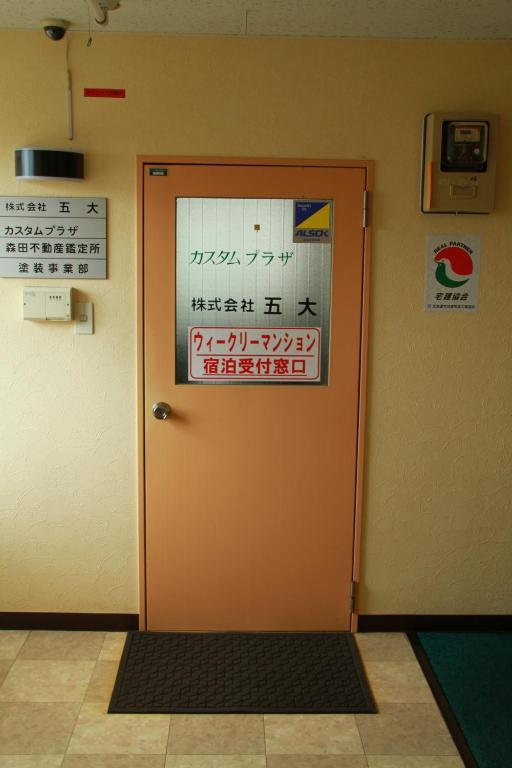 株式会社 五大
カスタムプラザ
森田不動産鑑定所
塗装事業部
ALSOK
カスタムプラザ
株式会社 五大
ウィークリーマンション
宿泊受付窓口
REAL PARTNER
宅建協会